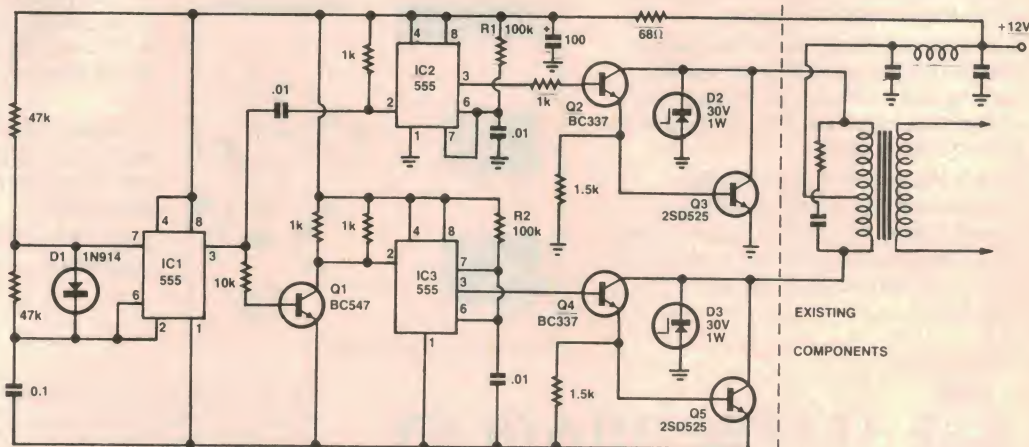 R1 100k
+12V
68Ω
100
1k
4
8
IC2
555
3
.01
2
6
1k
Q2
BC337
D2
30V
1W
47k
1
7
.01
1.5k
Q3
2SD525
1k
1k
4
8
R2
100k
4
8
7
IC1
555
3
2
IC3
555
7
3
D1
1N914
6
10k
Q1
BC547
6
Q4
BC337
D3
30V
1W
EXISTING
COMPONENTS
47k
2
1
1
0.1
.01
1.5k
Q5
2SD525